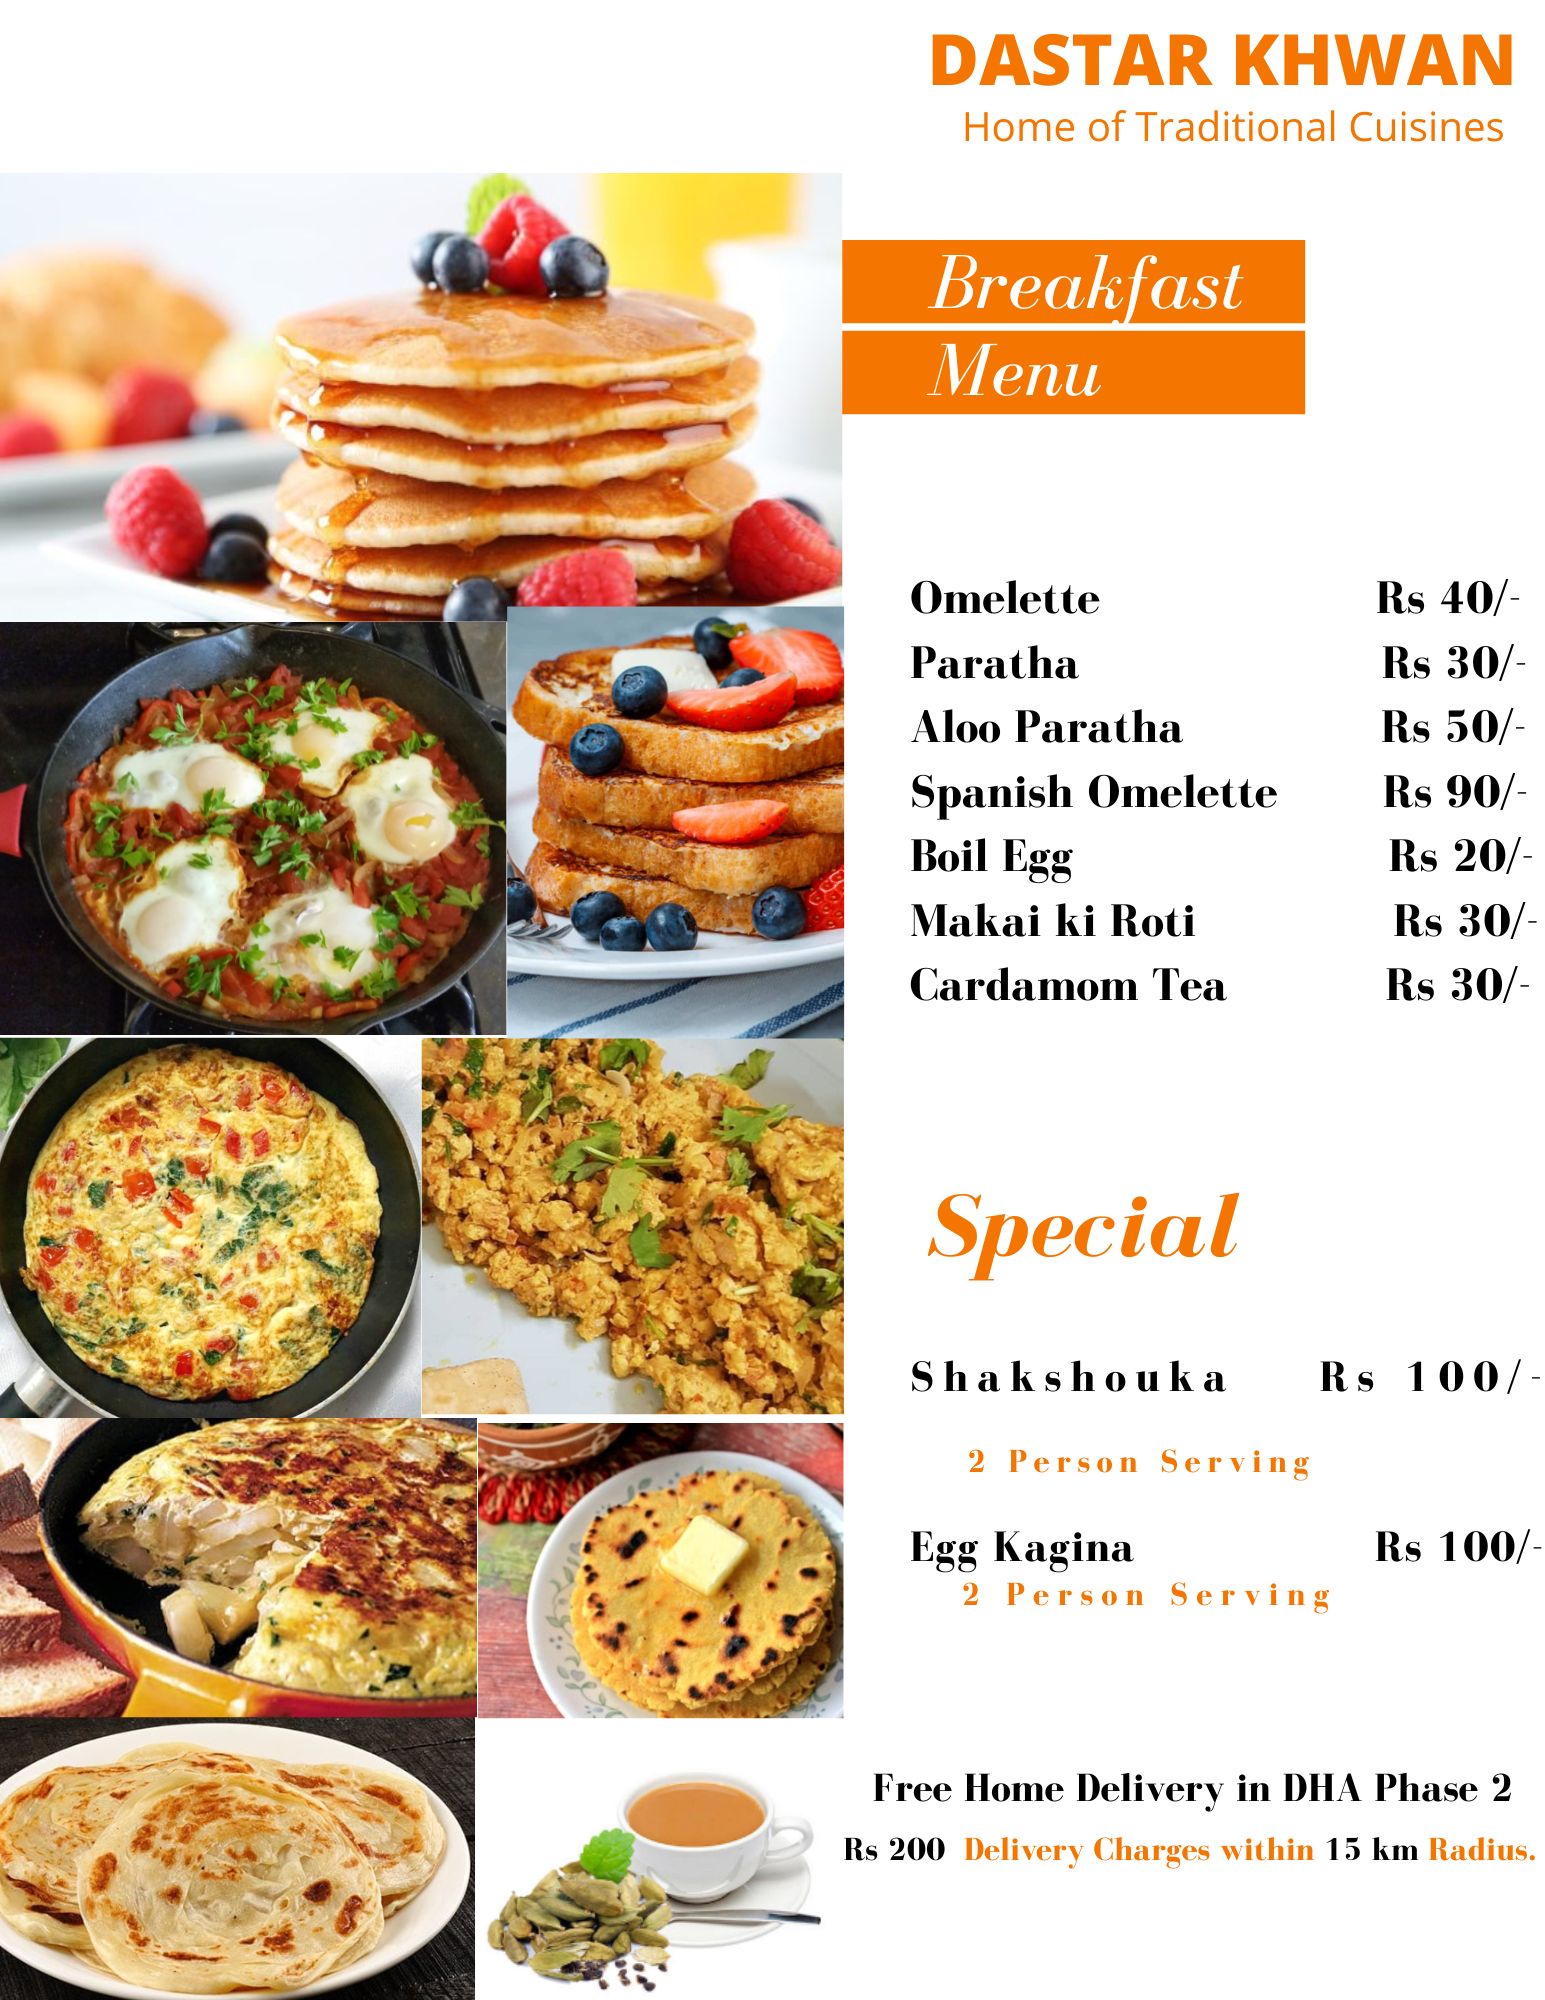 DASTAR KHWAN
Home of Traditional Cuisines
Breakfast
Menu
Omelette Rs 40/-
Paratha Rs 30/-
Aloo Paratha Rs 50/-
Spanish Omelette Rs 90/-
Boil Egg Rs 20/-
Makai ki Roti Rs 30/-
Cardamom Tea Rs 30/-
Special
Shakshouka Rs 100/-
2 Person Serving
Egg Kagina Rs 100/-
2 Person Serving
Free Home Delivery in DHA Phase 2
Rs 200 Delivery Charges within 15 km Radius.